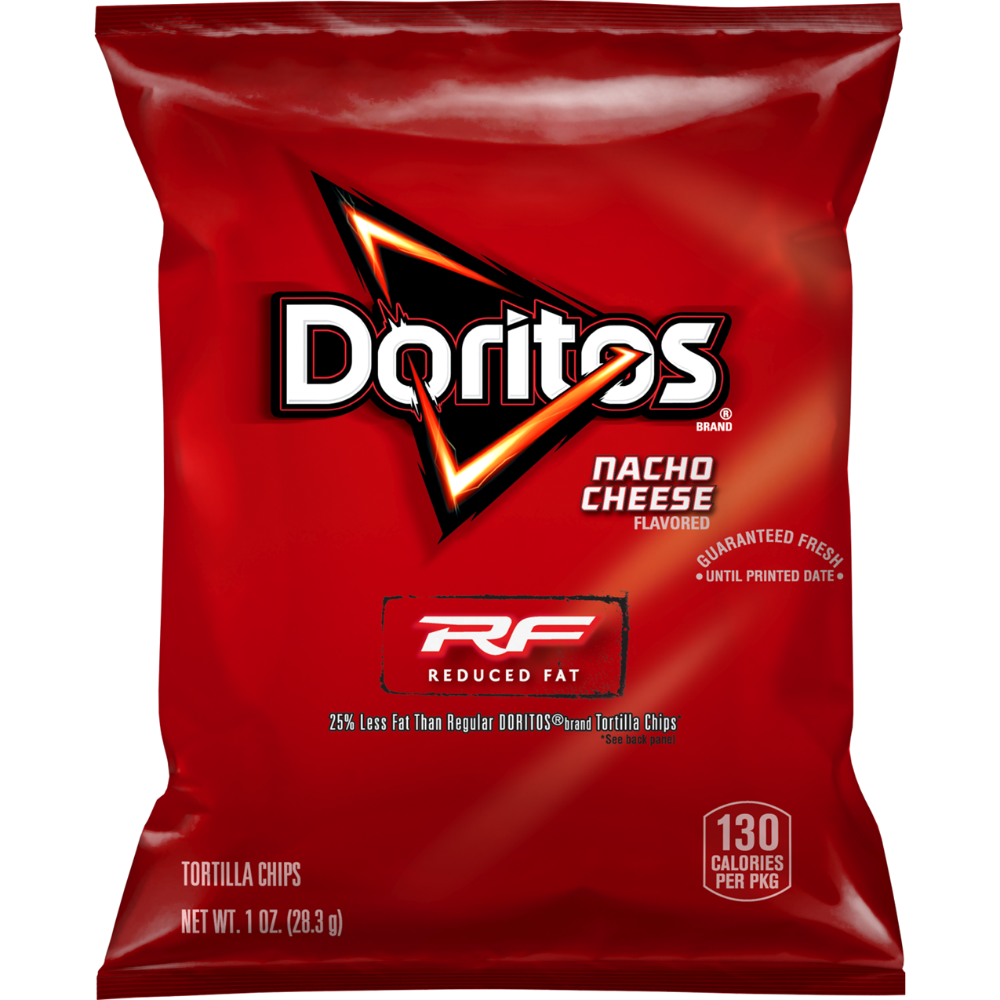 Doritos®
BRAND
NACHO
CHEESE
FLAVORED
GUARANTEED FRESH
• UNTIL PRINTED DATE •
RF
REDUCED FAT
25% Less Fat Than Regular DORITOS® brand Tortilla Chips*
*See back panel
130
CALORIES
PER PKG
TORTILLA CHIPS
NET WT. 1 OZ. (28.3 g)